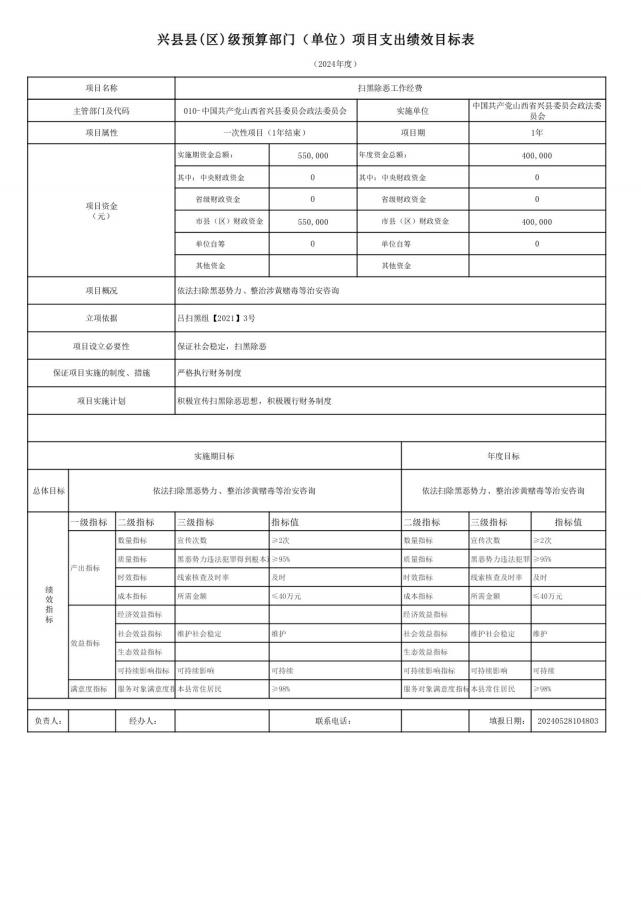 兴县县(区)级预算部门（单位）项目支出绩效目标表
（2024年度）
项目名称 扫黑除恶工作经费
主管部门及代码 010-中国共产党山西省兴县委员会政法委员会 实施单位 中国共产党山西省兴县委员会政法委员会
项目属性 一次性项目（1年结束） 项目期 1年
项目资金（元） 实施期资金总额： 550,000 年度资金总额： 400,000
其中：中央财政资金 0 其中：中央财政资金 0
省级财政资金 0 省级财政资金 0
市县（区）财政资金 550,000 市县（区）财政资金 400,000
单位自筹 0 单位自筹 0
其他资金 其他资金
项目概况 依法扫除黑恶势力、整治涉黄赌毒等治安咨询
立项依据 吕扫黑组【2021】3号
项目设立必要性 保证社会稳定，扫黑除恶
保证项目实施的制度、措施 严格执行财务制度
项目实施计划 积极宣传扫黑除恶思想，积极履行财务制度
实施期目标 年度目标
总体目标 依法扫除黑恶势力、整治涉黄赌毒等治安咨询 依法扫除黑恶势力、整治涉黄赌毒等治安咨询
绩效指标 一级指标 二级指标 三级指标 指标值 二级指标 三级指标 指标值
产出指标 数量指标 宣传次数 ≥2次 数量指标 宣传次数 ≥2次
质量指标 黑恶势力违法犯罪得到根本 ≥95% 质量指标 黑恶势力违法犯罪 ≥95%
时效指标 线索核查及时率 及时 时效指标 线索核查及时率 及时
成本指标 所需金额 ≤40万元 成本指标 所需金额 ≤40万元
效益指标 经济效益指标 经济效益指标
社会效益指标 维护社会稳定 维护 社会效益指标 维护社会稳定 维护
生态效益指标 生态效益指标
可持续影响指标 可持续影响 可持续 可持续影响指标 可持续影响 可持续
满意度指标 服务对象满意度指 本县常住居民 ≥98% 服务对象满意度指标 本县常住居民 ≥98%
负责人： 经办人： 联系电话： 填报日期： 20240528104803